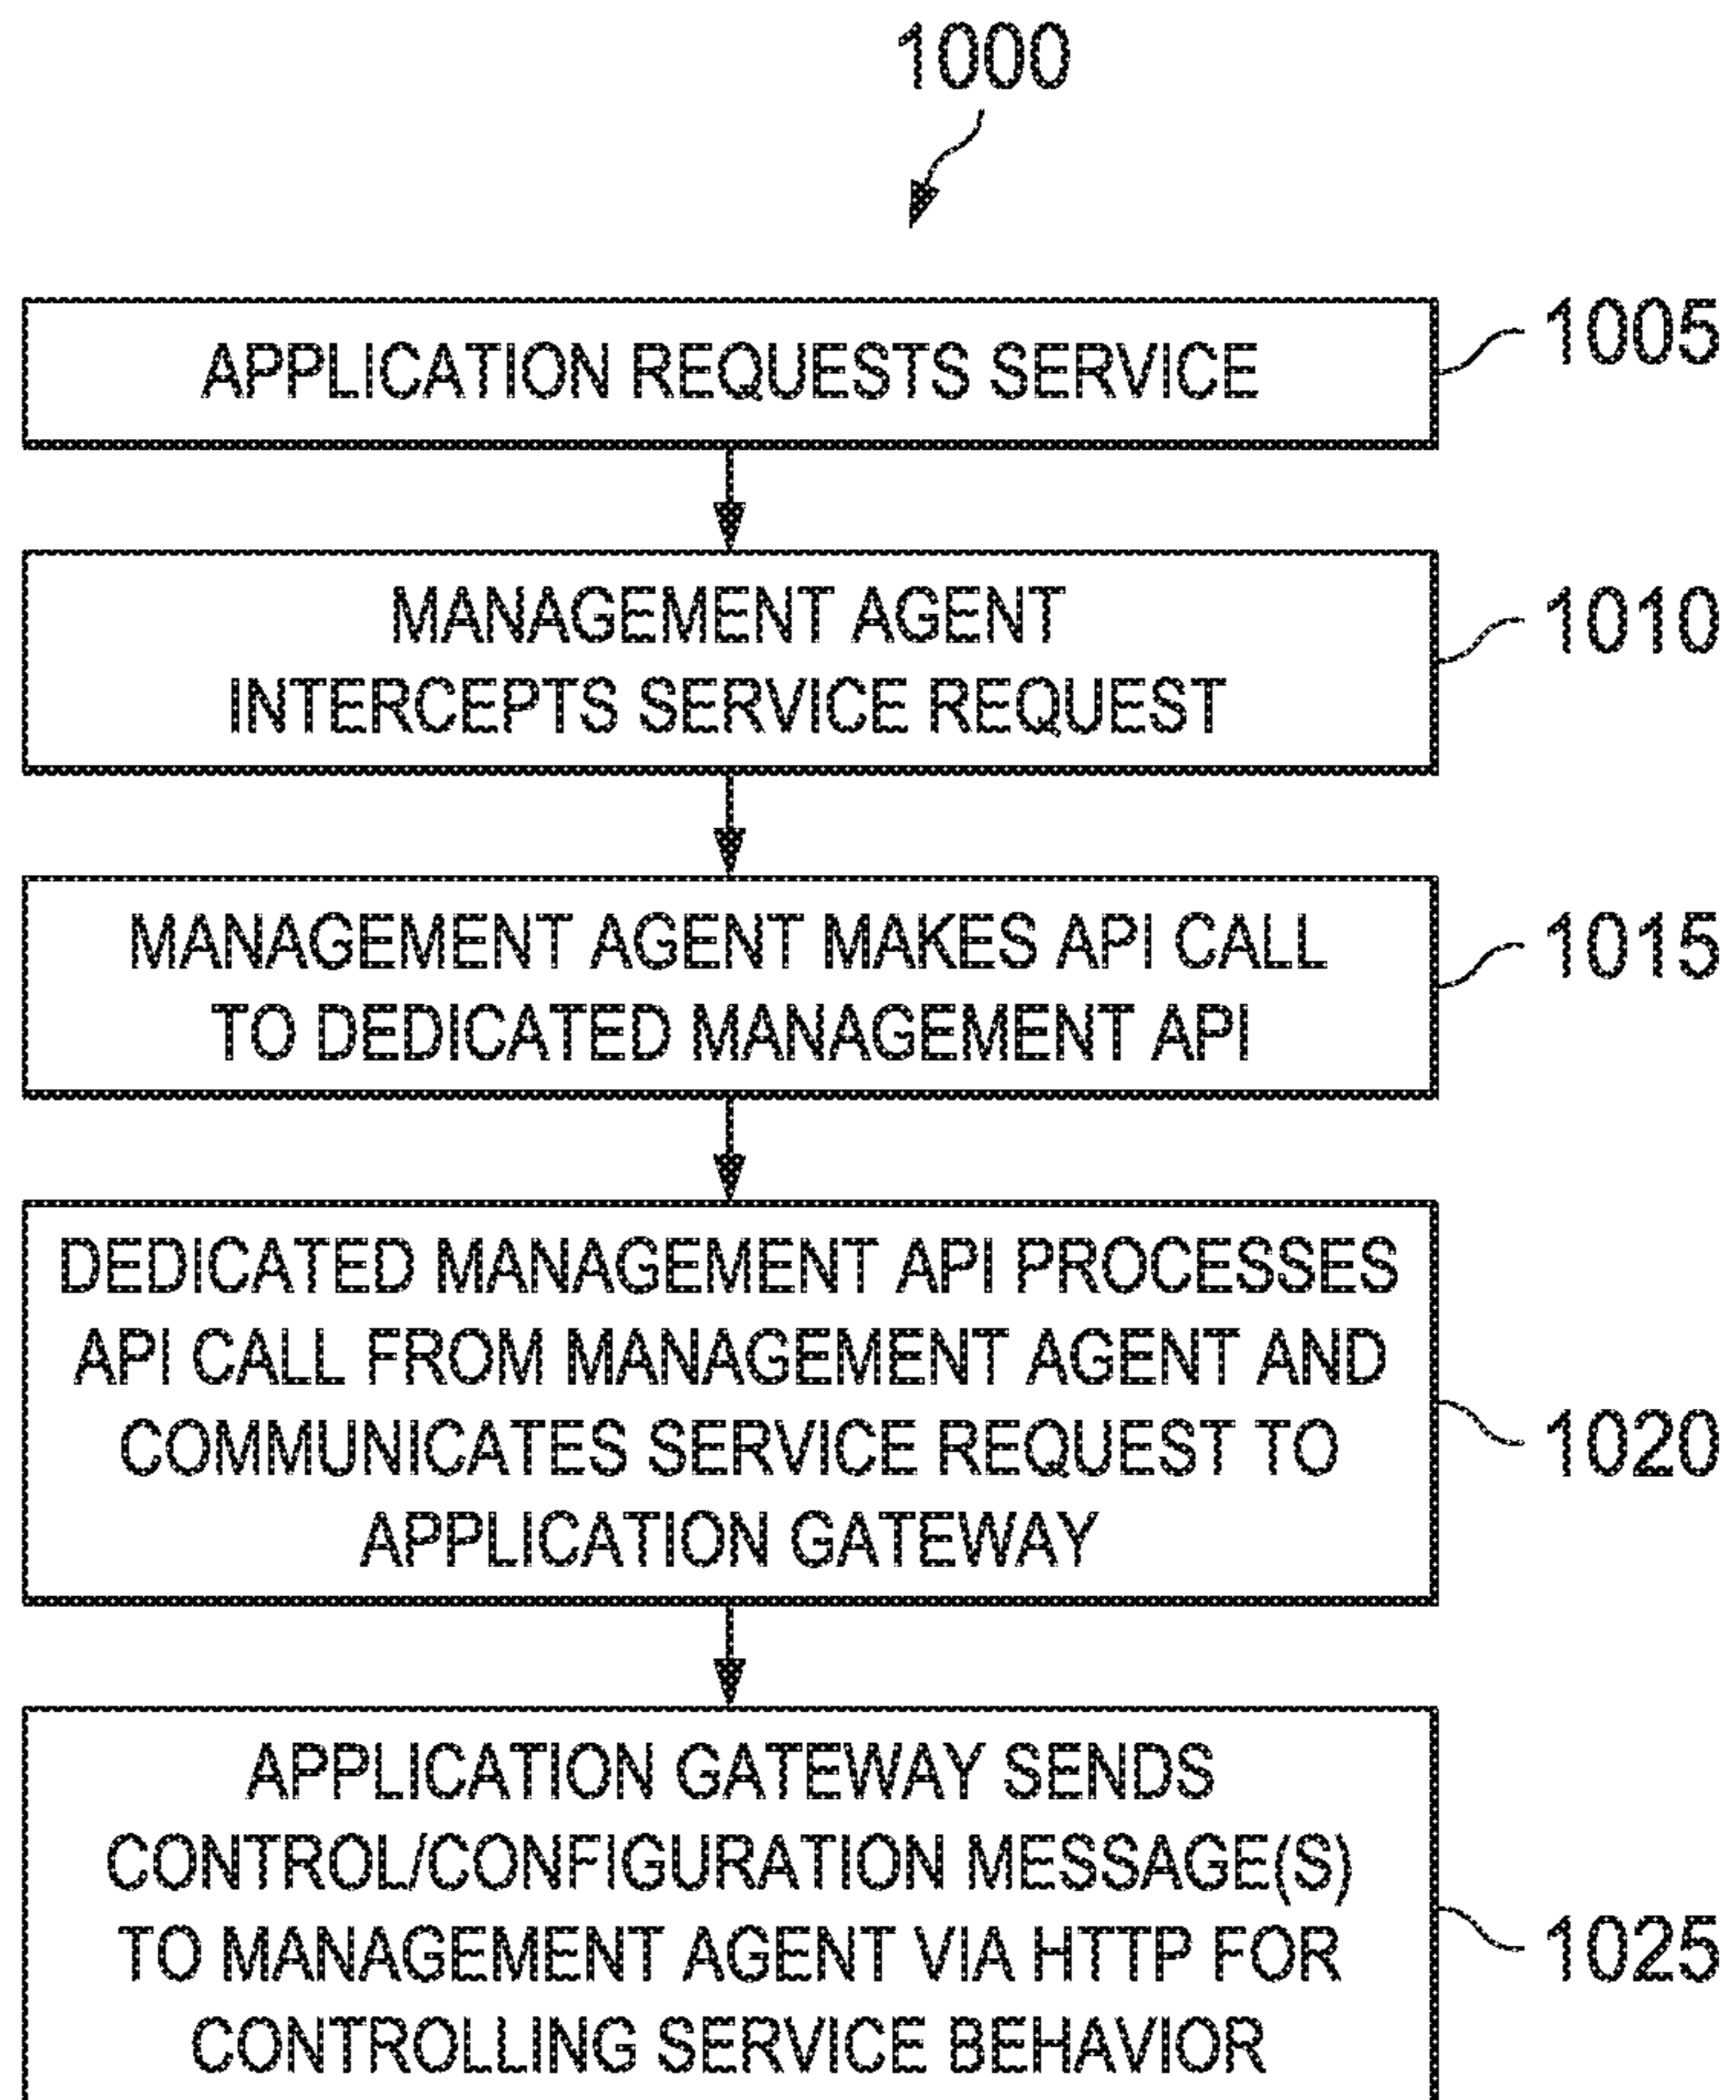 1000
APPLICATION REQUESTS SERVICE
1005
MANAGEMENT AGENT
INTERCEPTS SERVICE REQUEST
1010
MANAGEMENT AGENT MAKES API CALL
TO DEDICATED MANAGEMENT API
1015
DEDICATED MANAGEMENT API PROCESSES
API CALL FROM MANAGEMENT AGENT AND
COMMUNICATES SERVICE REQUEST TO
APPLICATION GATEWAY
1020
APPLICATION GATEWAY SENDS
CONTROL/CONFIGURATION MESSAGE(S)
TO MANAGEMENT AGENT VIA HTTP FOR
CONTROLLING SERVICE BEHAVIOR
1025